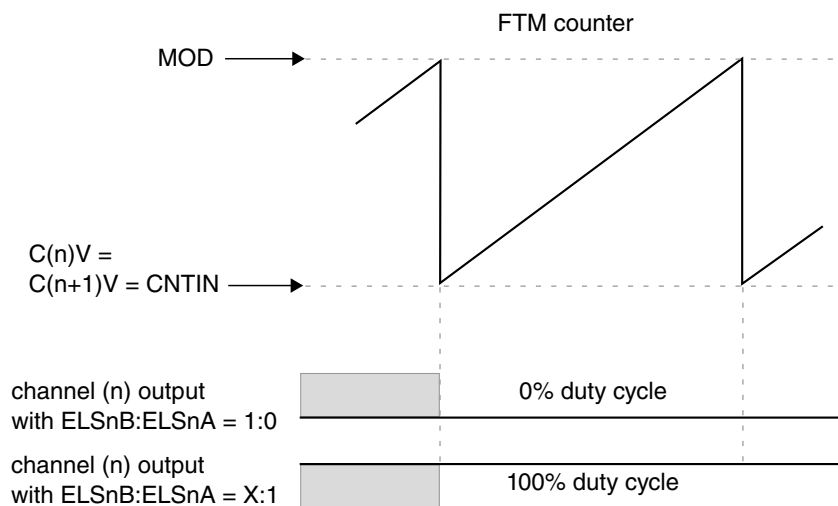 FTM counter
MOD
C(n)V =
C(n+1)V = CNTIN
channel (n) output
with ELSnB:ELSnA = 1:0
0% duty cycle
channel (n) output
with ELSnB:ELSnA = X:1
100% duty cycle